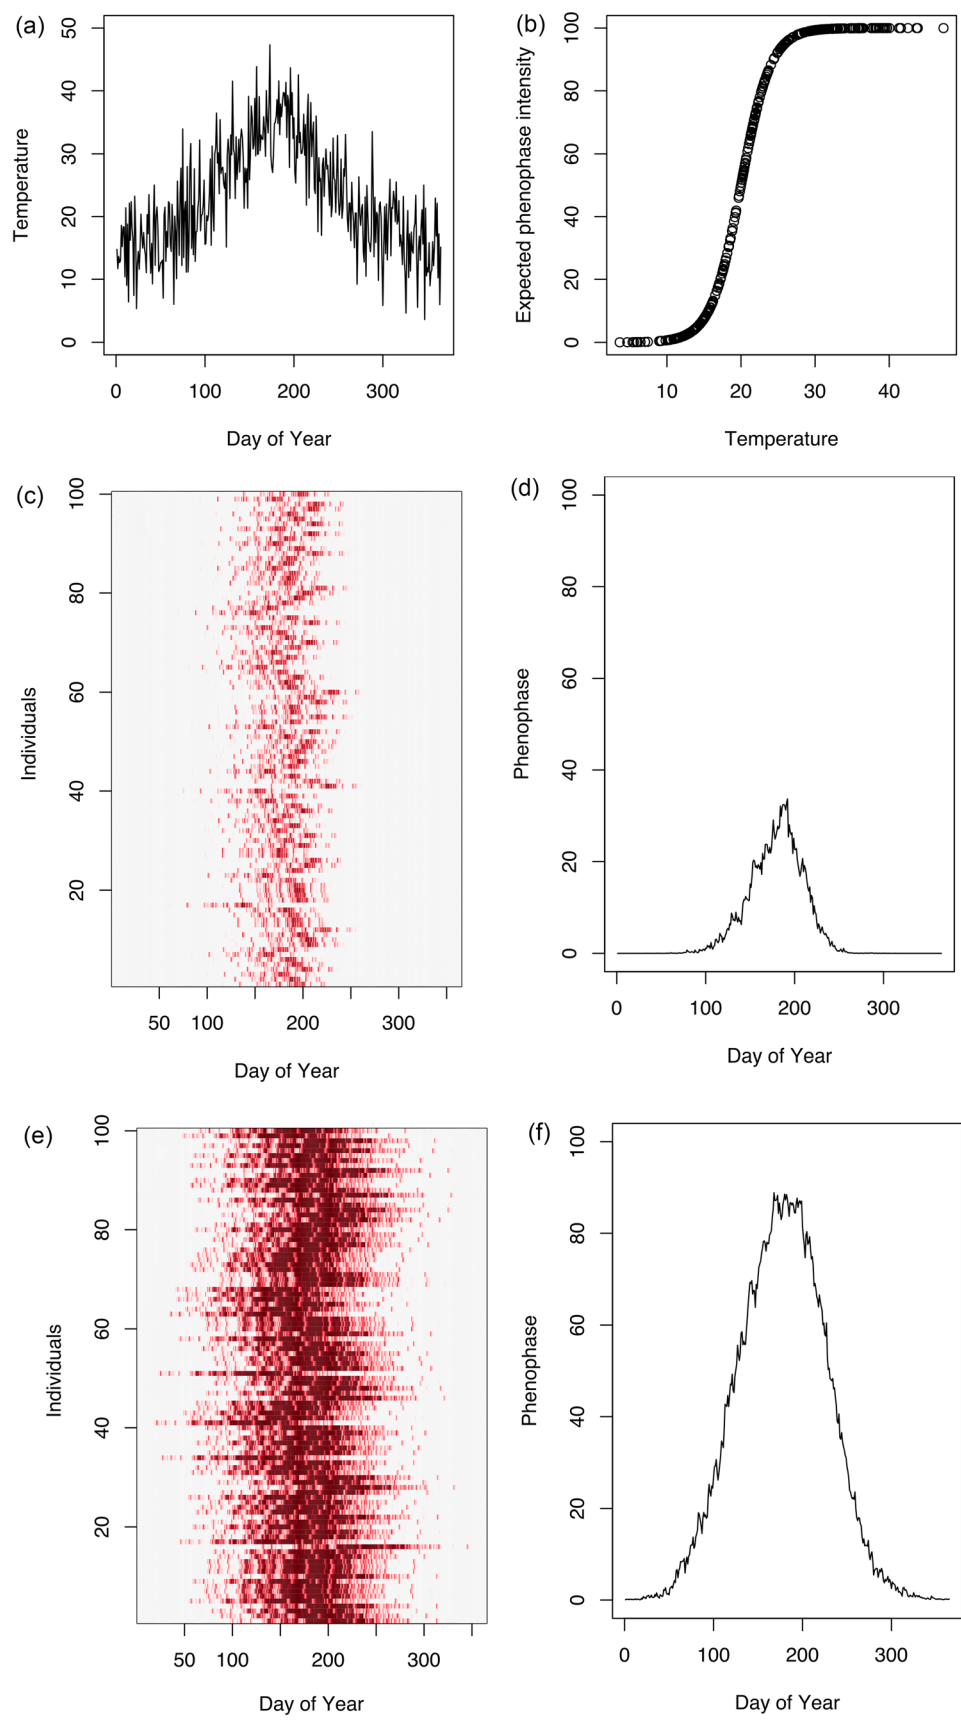 (a)
50
40
30
20
10
0
Temperature
0 100 200 300
Day of Year
(b)
100
80
60
40
20
0
Expected phenophase intensity
10 20 30 40
Temperature
(c)
100
80
60
40
20
Individuals
50 100 200 300
Day of Year
(d)
100
80
60
40
20
0
Phenophase
0 100 200 300
Day of Year
(e)
100
80
60
40
20
Individuals
50 100 200 300
Day of Year
(f)
100
80
60
40
20
0
Phenophase
0 100 200 300
Day of Year